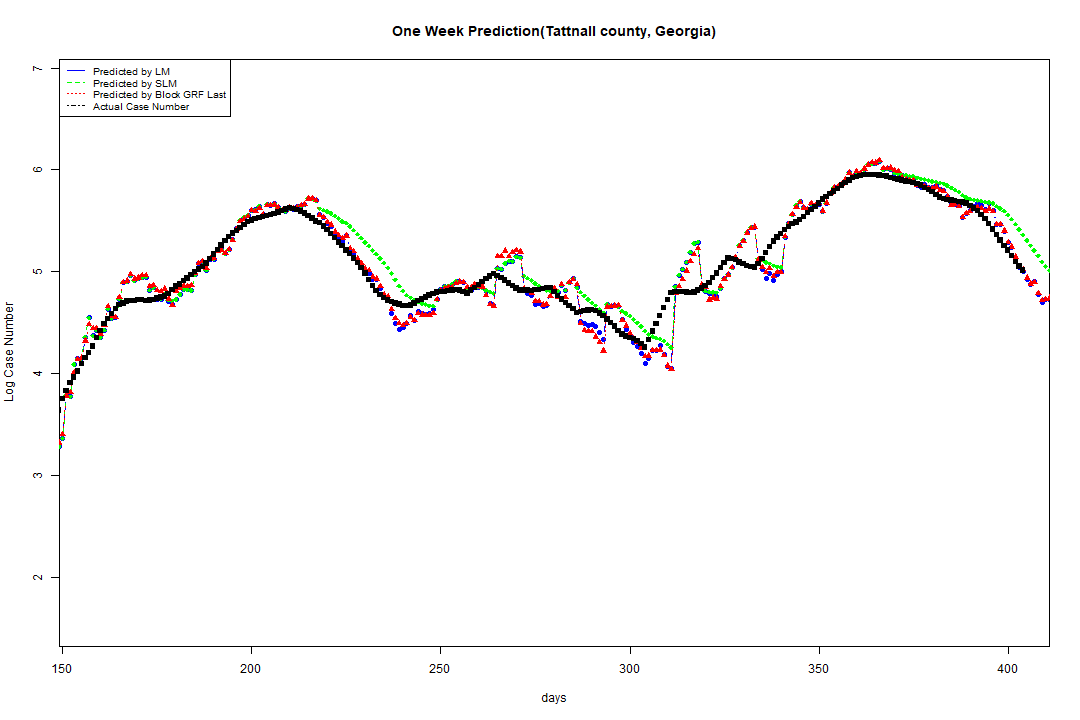 One Week Prediction(Tattnall county, Georgia)
Predicted by LM
Predicted by SLM
Predicted by Block GRF Last
Actual Case Number
7
6
5
4
3
2
Log Case Number
150 200 250 300 350 400
days